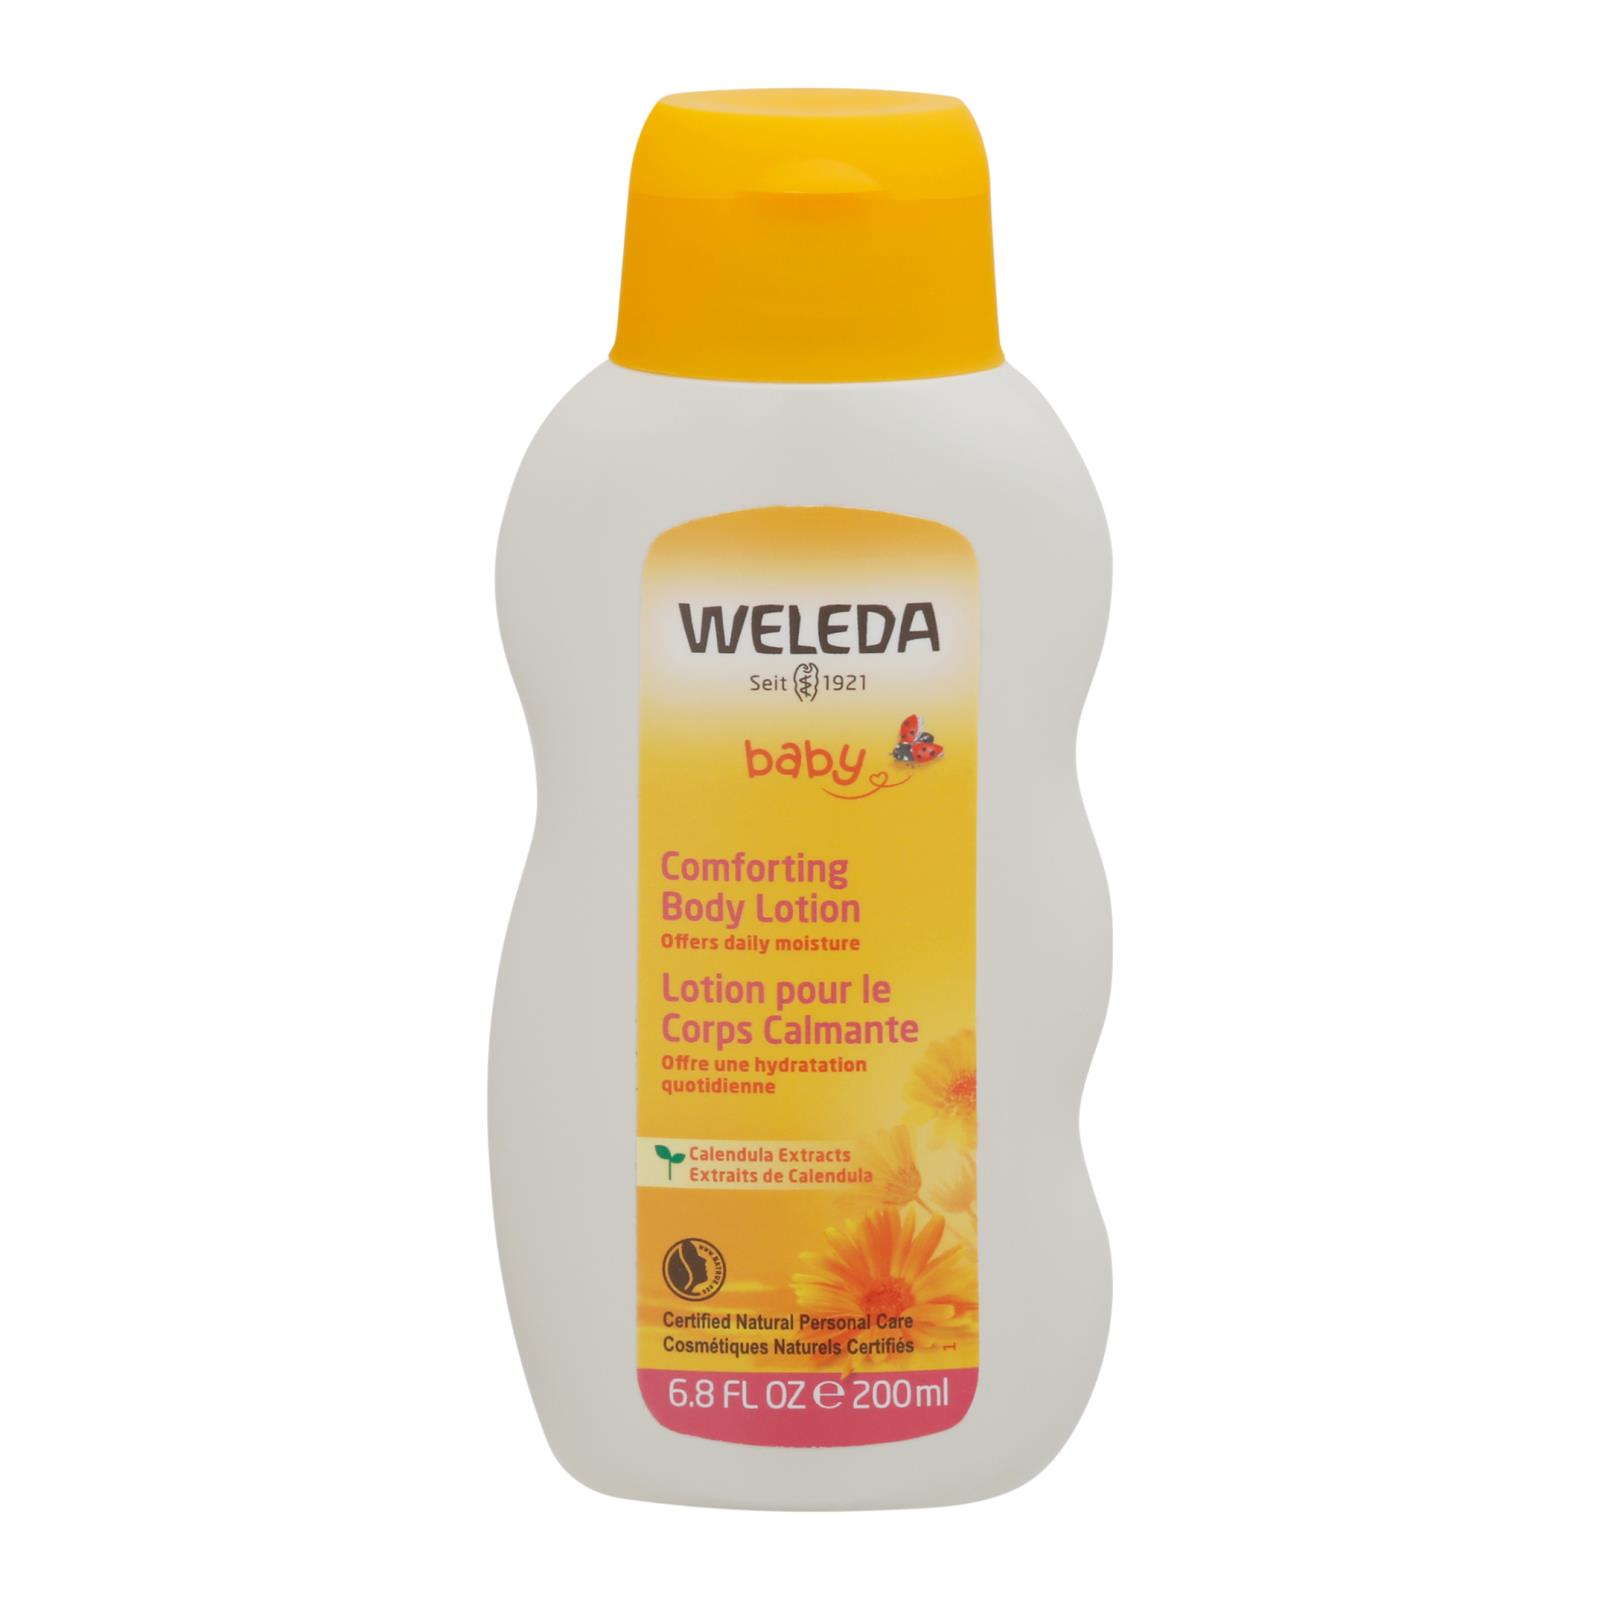 WELEDA
Seit 1921
baby
Comforting
Body Lotion
Offers daily moisture
Lotion pour le
Corps Calmante
Offre une hydratation
quotidienne
Calendula Extracts
Extraits de Calendula
Certified Natural Personal Care
Cosmétiques Naturels Certifiés
1
6.8 FL OZ ℮ 200ml